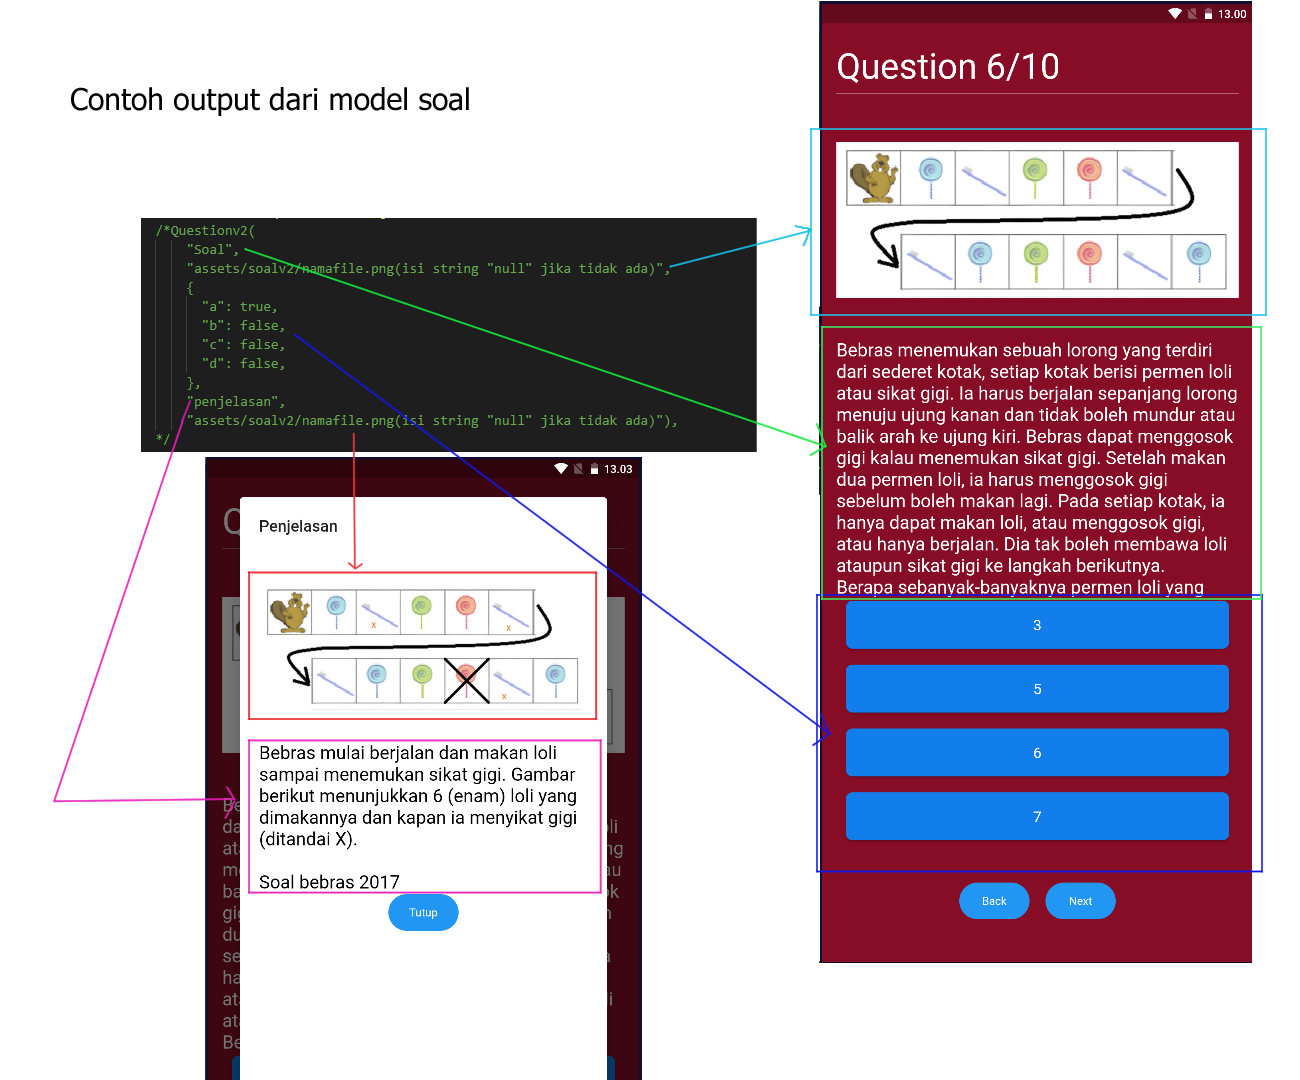 Contoh output dari model soal
/*Questionv2(
"Soal",
"assets/soalv2/namafile.png(isi string "null" jika tidak ada)",
{
"a": true,
"b": false,
"c": false,
"d": false,
},
"penjelasan",
"assets/soalv2/namafile.png(isi string "null" jika tidak ada)"),
*/
13.00
Question 6/10
Bebras menemukan sebuah lorong yang terdiri
dari sederet kotak, setiap kotak berisi permen loli
atau sikat gigi. Ia harus berjalan sepanjang lorong
menuju ujung kanan dan tidak boleh mundur atau
balik arah ke ujung kiri. Bebras dapat menggosok
gigi kalau menemukan sikat gigi. Setelah makan
dua permen loli, ia harus menggosok gigi
sebelum boleh makan lagi. Pada setiap kotak, ia
hanya dapat makan loli, atau menggosok gigi,
atau hanya berjalan. Dia tak boleh membawa loli
ataupun sikat gigi ke langkah berikutnya.
Berapa sebanyak-banyaknya permen loli yang
3
5
6
7
Back Next
13.03
Penjelasan
x x
x
Bebras mulai berjalan dan makan loli
sampai menemukan sikat gigi. Gambar
berikut menunjukkan 6 (enam) loli yang
dimakannya dan kapan ia menyikat gigi
(ditandai X).
Soal bebras 2017
Tutup